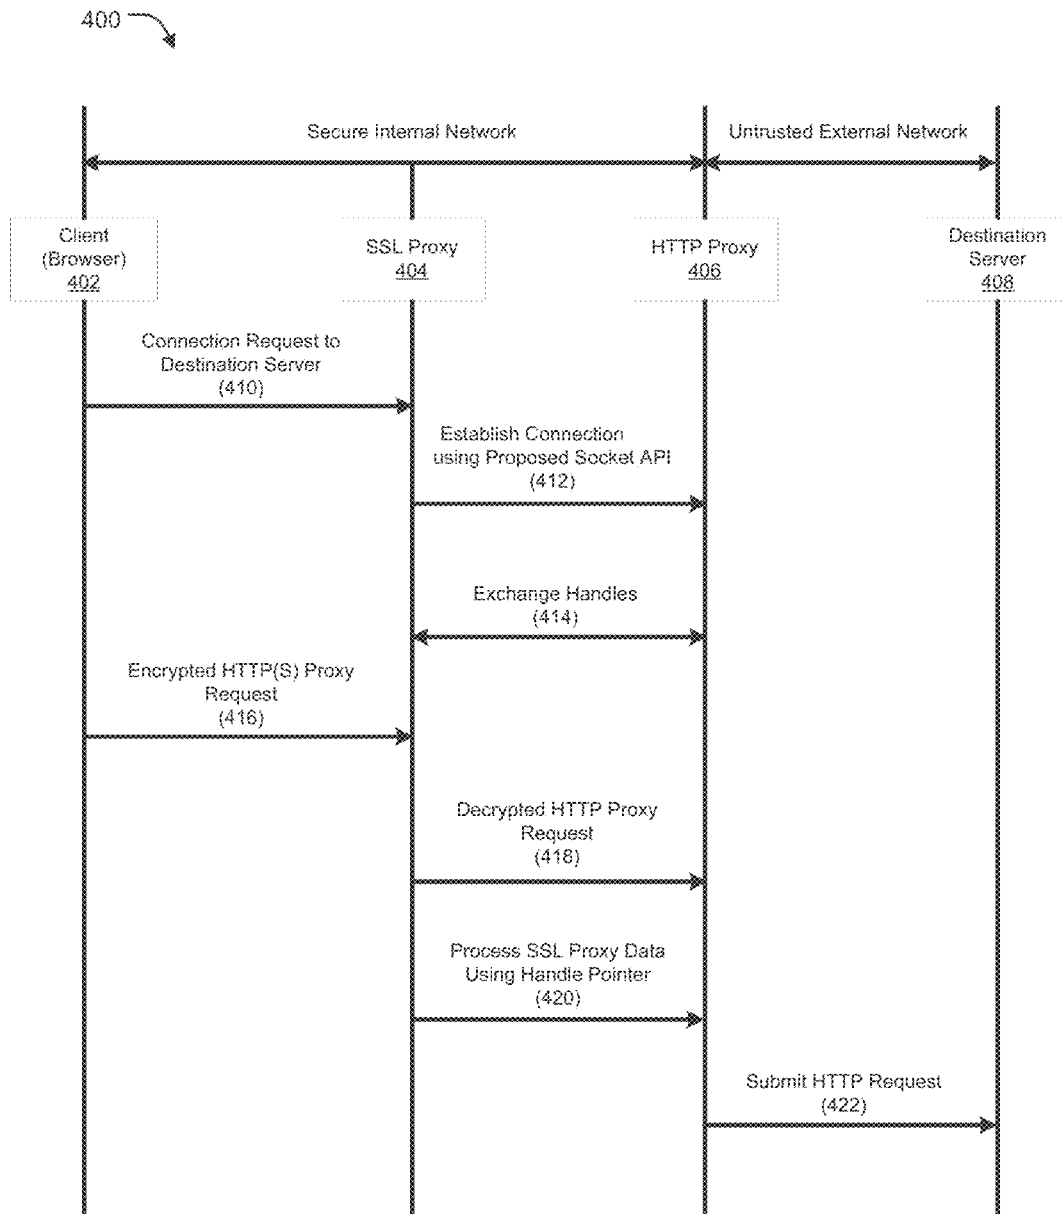 400
Secure Internal Network
Untrusted External Network
Client
(Browser)
402
SSL Proxy
404
HTTP Proxy
406
Destination
Server
408
Connection Request to
Destination Server
(410)
Establish Connection
using Proposed Socket API
(412)
Exchange Handles
(414)
Encrypted HTTP(S) Proxy
Request
(416)
Decrypted HTTP Proxy
Request
(418)
Process SSL Proxy Data
Using Handle Pointer
(420)
Submit HTTP Request
(422)